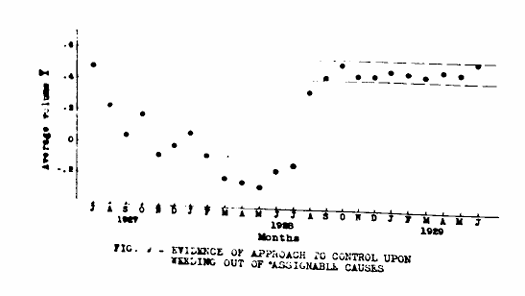 .6
.4
.2
0
-.2
Average volume Y
J A S O N D J F M A M J J A S O N D J F M A M J
1927 1928 1929
Months
FIG. - EVIDENCE OF APPROACH TO CONTROL UPON
WEEDING OUT OF "ASSIGNABLE CAUSES